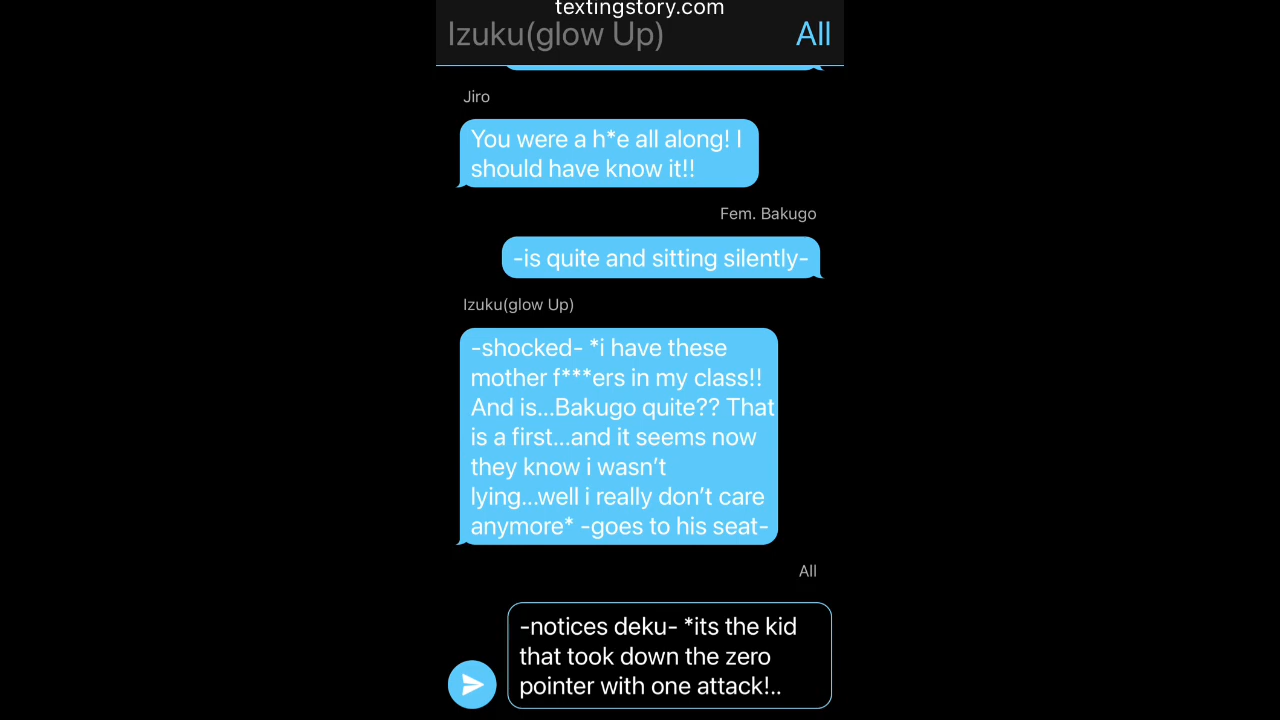 textingstory.com
Izuku(glow Up) All
Jiro
You were a h*e all along! I
should have know it!!
Fem. Bakugo
-is quite and sitting silently-
Izuku(glow Up)
-shocked- *i have these
mother f***ers in my class!!
And is...Bakugo quite?? That
is a first...and it seems now
they know i wasn’t
lying...well i really don’t care
anymore* -goes to his seat-
All
-notices deku- *its the kid
that took down the zero
pointer with one attack!..